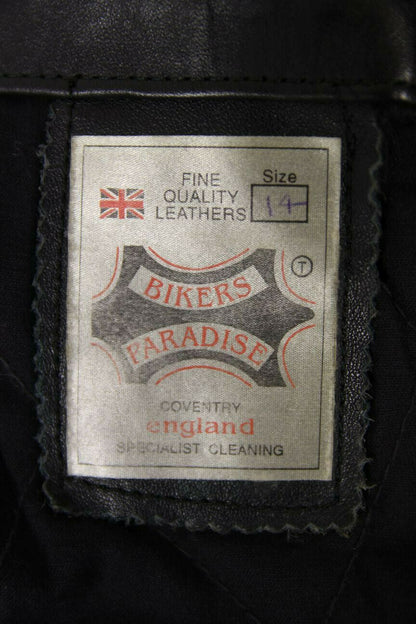 FINE
QUALITY
LEATHERS
Size
14
T
BIKERS
PARADISE
COVENTRY
england
SPECIALIST CLEANING